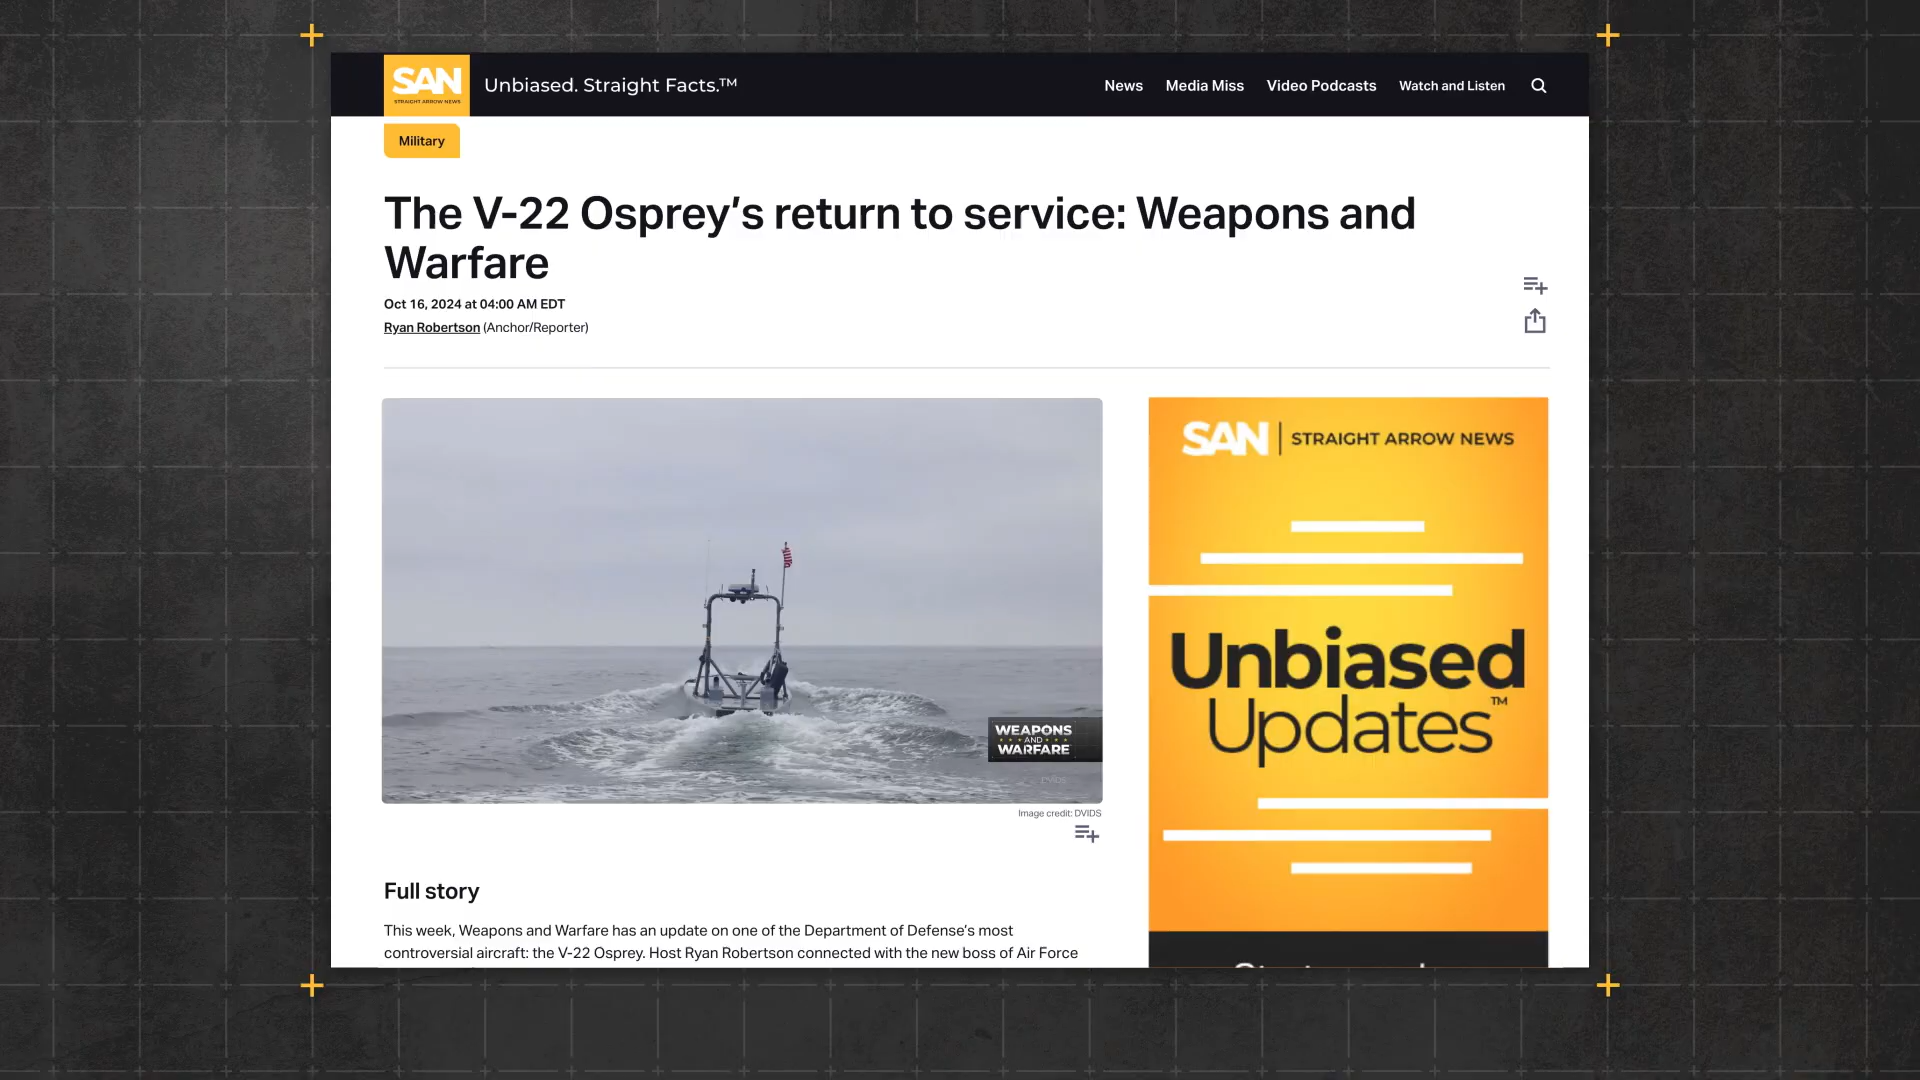 SAN
STRAIGHT ARROW NEWS
Unbiased. Straight Facts.™
News
Media Miss
Video Podcasts
Watch and Listen
Military
The V-22 Osprey’s return to service: Weapons and
Warfare
Oct 16, 2024 at 04:00 AM EDT
Ryan Robertson (Anchor/Reporter)
WEAPONS
AND
WARFARE
DVIDS
Image credit: DVIDS
SAN | STRAIGHT ARROW NEWS
Unbiased
Updates™
Full story
This week, Weapons and Warfare has an update on one of the Department of Defense’s most
controversial aircraft: the V-22 Osprey. Host Ryan Robertson connected with the new boss of Air Force